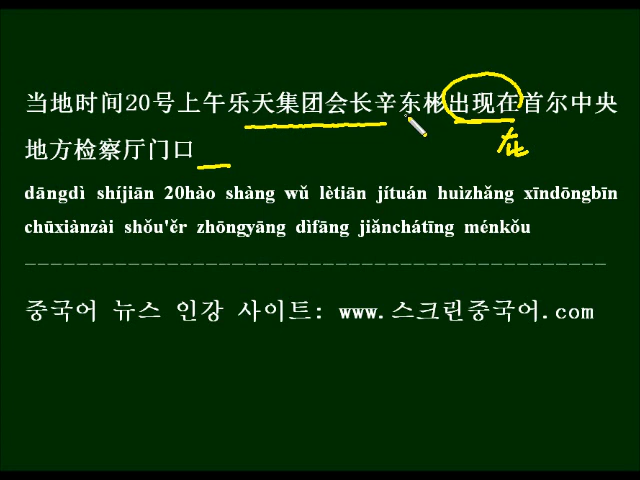 当地时间20号上午乐天集团会长辛东彬出现在首尔中央
地方检察厅门口
dāngdì shíjiān 20hào shàng wǔ lètiān jítuán huìzhǎng xīndōngbīn
chūxiànzài shǒu'ěr zhōngyāng dìfāng jiǎnchátīng ménkǒu
중국어 뉴스 인강 사이트: www.스크린중국어.com